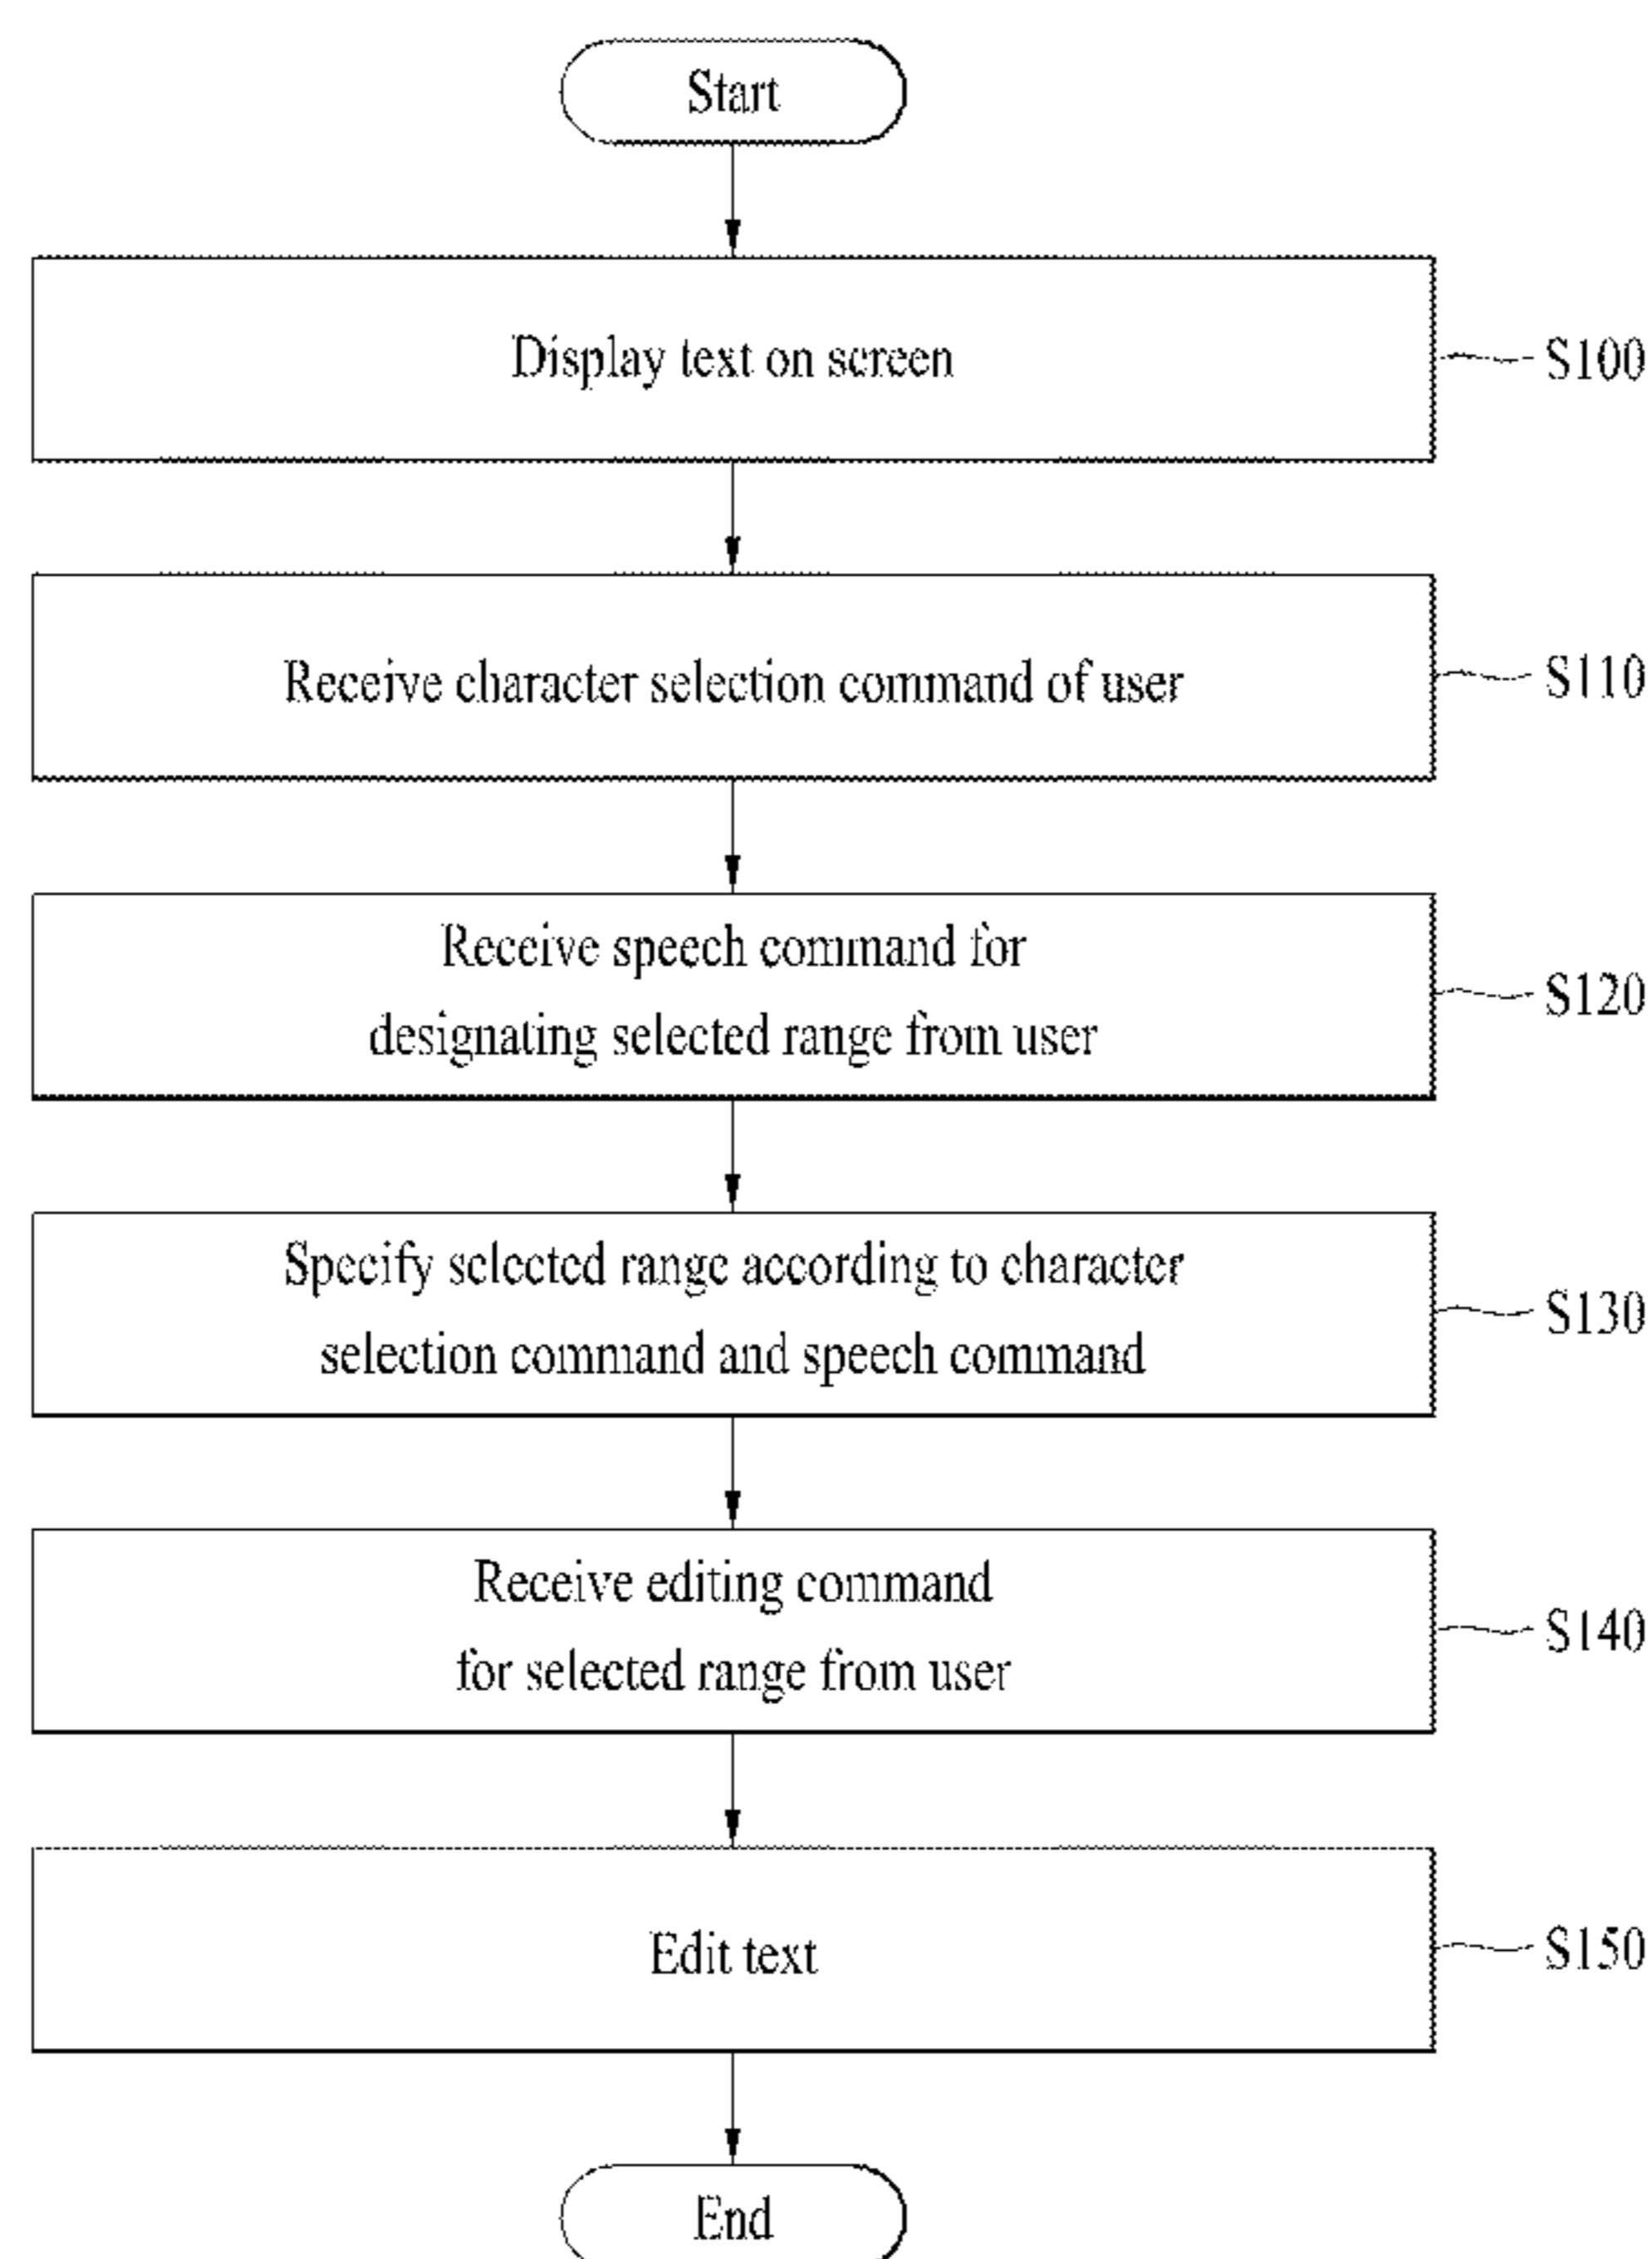 Start
Display text on screen
S100
Receive character selection command of user
S110
Receive speech command for
designating selected range from user
S120
Specify selected range according to character
selection command and speech command
S130
Receive editing command
for selected range from user
S140
Edit text
S150
End